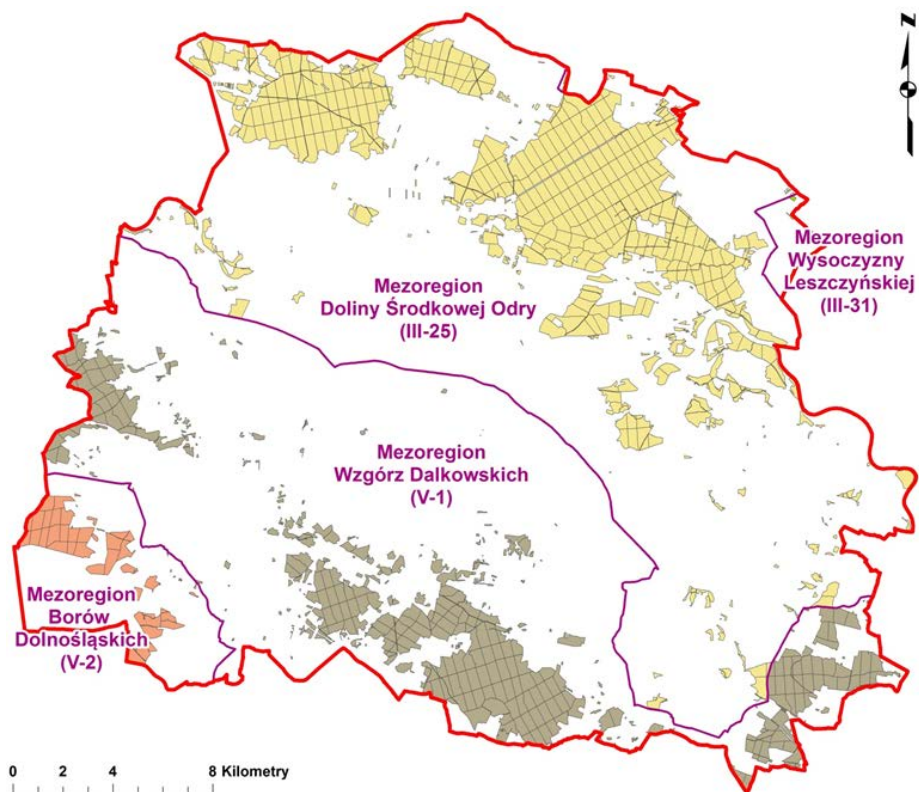 N
Mezoregion
Wysoczyzny
Leszczyńskiej
(III-31)
Mezoregion
Doliny Środkowej Odry
(III-25)
Mezoregion
Wzgórz Dalkowskich
(V-1)
Mezoregion
Borów
Dolnośląskich
(V-2)
0 2 4 8 Kilometry